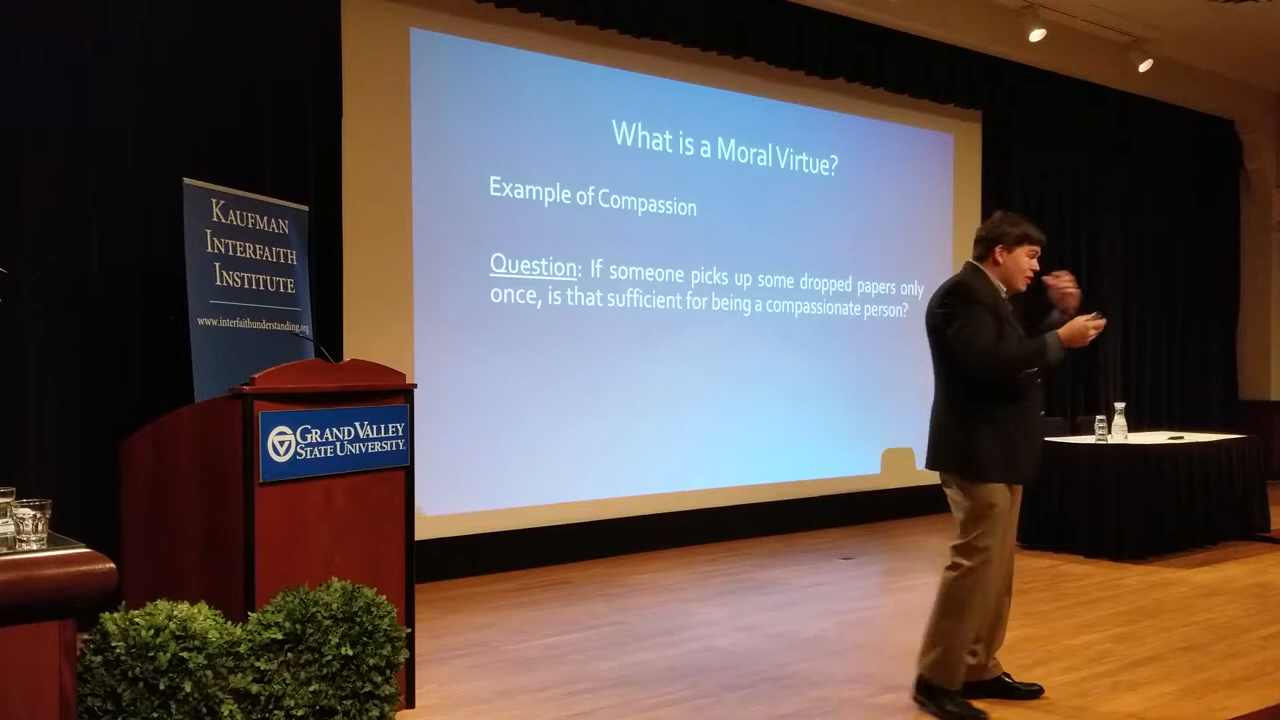 What is a Moral Virtue?
Example of Compassion
Question: If someone picks up some dropped papers only
once, is that sufficient for being a compassionate person?
KAUFMAN
INTERFAITH
INSTITUTE
www.interfaithunderstanding.org
GRAND VALLEY
STATE UNIVERSITY.